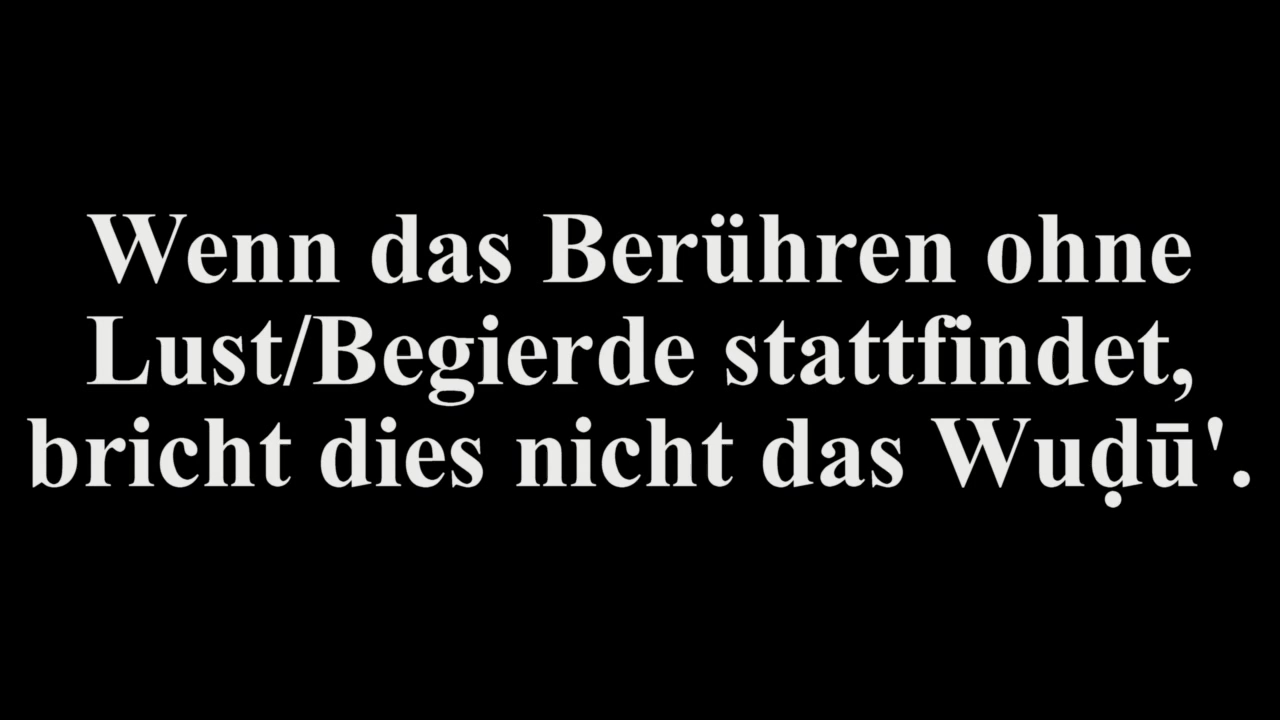 Wenn das Berühren ohne
Lust/Begierde stattfindet,
bricht dies nicht das Wuḍū'.